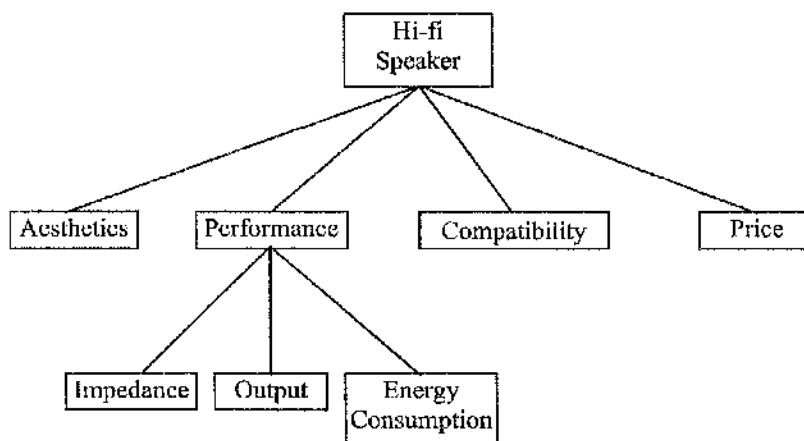 Hi-fi
Speaker
Aesthetics
Performance
Compatibility
Price
Impedance
Output
Energy
Consumption